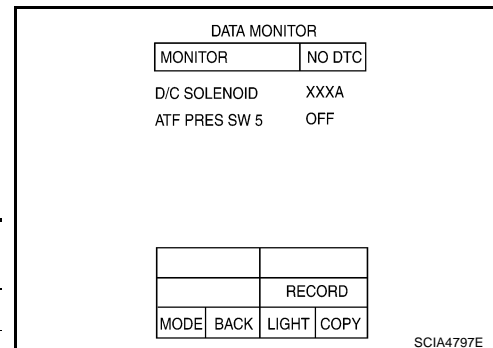 DATA MONITOR
MONITOR NO DTC
D/C SOLENOID XXXA
ATF PRES SW 5 OFF
RECORD
MODE BACK LIGHT COPY
SCIA4797E